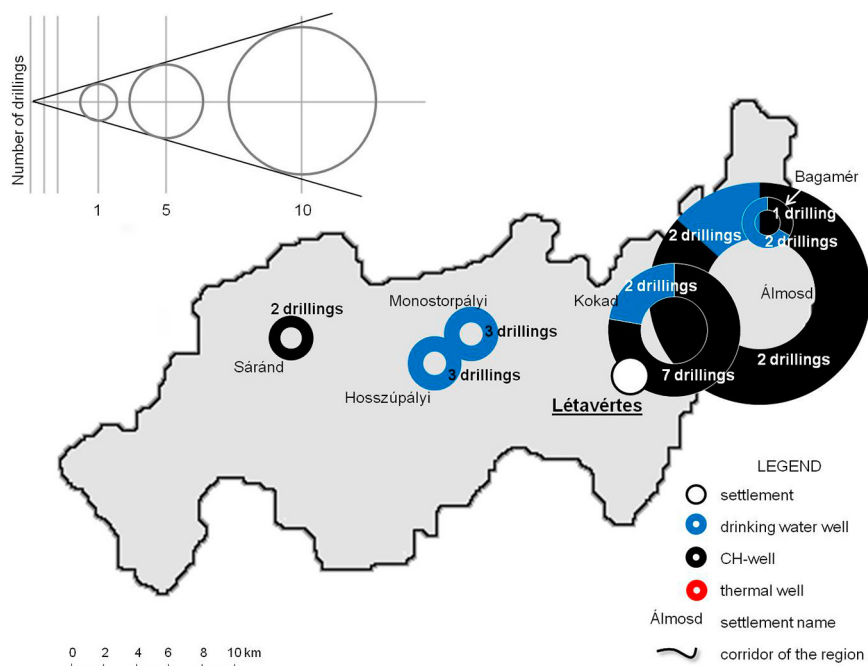 Number of drillings
1
5
10
Bagamér
1 drilling
2 drillings
2 drillings
Álmosd
2 drillings
Kokad
2 drillings
7 drillings
Létavértes
Monostorpályi
3 drillings
3 drillings
Hosszúpályi
2 drillings
Sáránd
LEGEND
settlement
drinking water well
CH-well
thermal well
Álmosd settlement name
corridor of the region
0 2 4 6 8 10 km